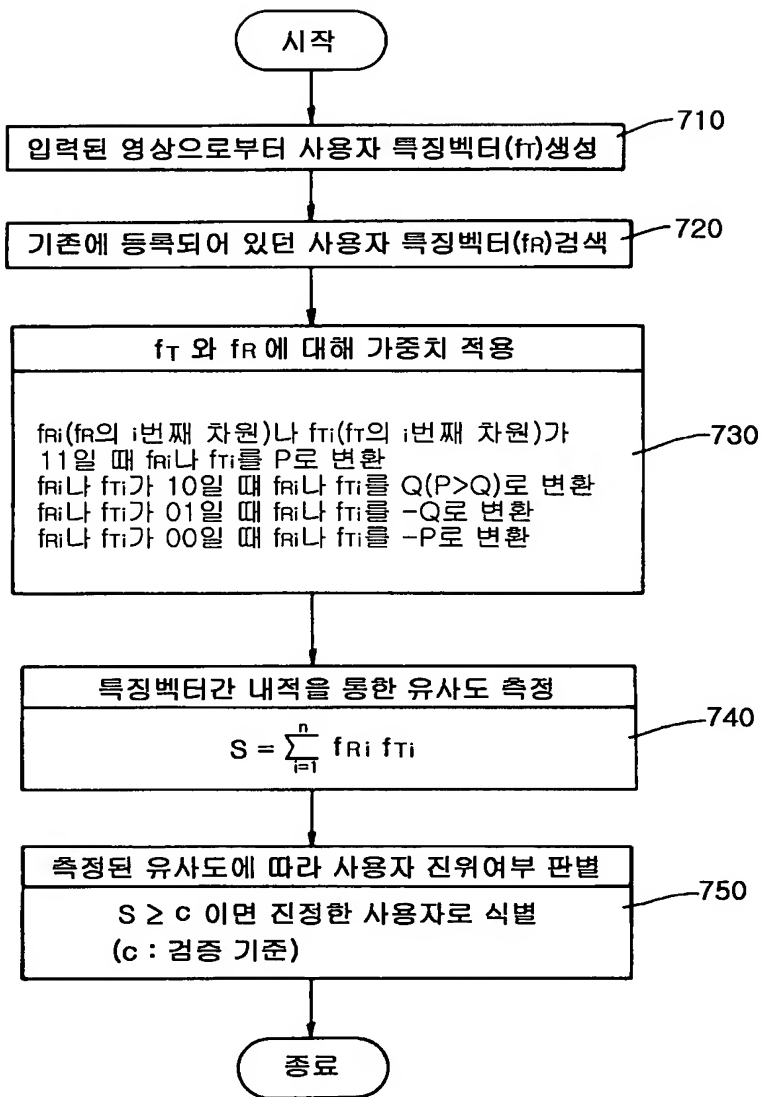 시작
710
입력된 영상으로부터 사용자 특징벡터(fT)생성
720
기존에 등록되어 있던 사용자 특징벡터(fR)검색
fT 와 fR 에 대해 가중치 적용
730
fRi(fR의 i번째 차원)나 fTi(fT의 i번째 차원)가
11일 때 fRi나 fTi를 P로 변환
fRi나 fTi가 10일 떄 fRi나 fTi를 Q(P>Q)로 변환
fRi나 fTi가 01일 때 fRi나 fTi를 -Q로 변환
fRi나 fTi가 00일 때 fRi나 fTi를 -P로 변환
특징벡터간 내적을 통한 유사도 측정
740
S = ∑ n i=1 fRi fTi
측정된 유사도에 따라 사용자 진위여부 판별
750
S ≥ c 이면 진정한 사용자로 식별
(c : 검증 기준)
종료